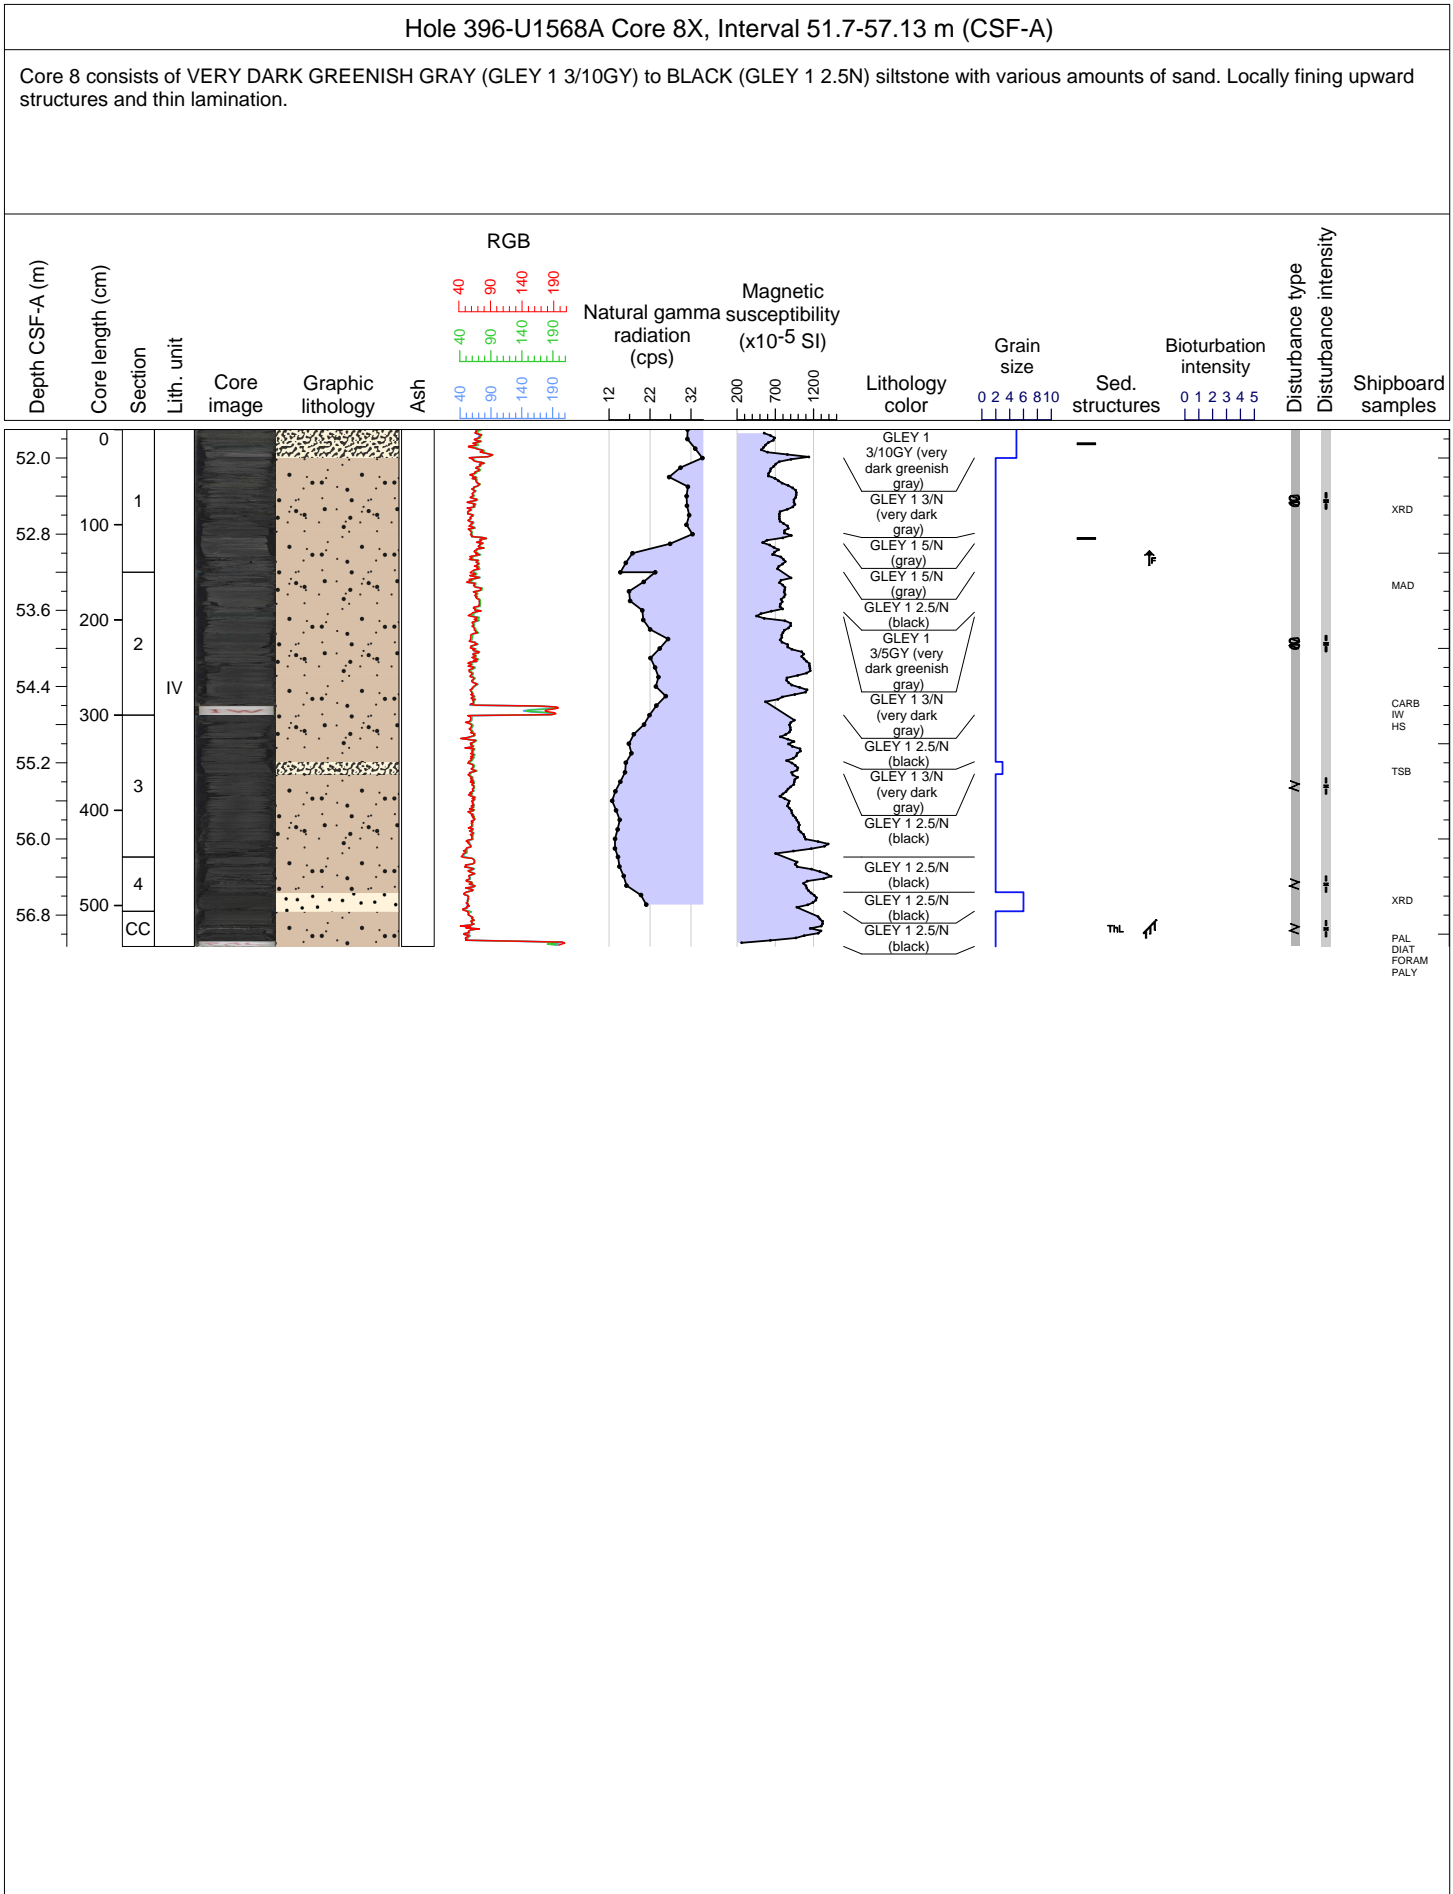 Hole 396-U1568A Core 8X, Interval 51.7-57.13 m (CSF-A)
Core 8 consists of VERY DARK GREENISH GRAY (GLEY 1 3/10GY) to BLACK (GLEY 1 2.5N) siltstone with various amounts of sand. Locally fining upward
structures and thin lamination.
Depth CSF-A (m)
Core length (cm)
Section
Lith. unit
Core
image
Graphic
lithology
Ash
RGB
40 90 140 190
40 90 140 190
40 90 140 190
Natural gamma
radiation
(cps)
12 22 32
Magnetic
susceptibility
(x10-5 SI)
200 700 1200
Lithology
color
Grain
size
0 2 4 6 8 10
Sed.
structures
Bioturbation
intensity
0 1 2 3 4 5
Disturbance type
Disturbance intensity
Shipboard
samples
52.0
52.8
53.6
54.4
55.2
56.0
56.8
0
100
200
300
400
500
1
2
3
4
CC
IV
I W
GLEY 1
3/10GY (very
dark greenish
gray)
GLEY 1 3/N
(very dark
gray)
GLEY 1 5/N
(gray)
GLEY 1 5/N
(gray)
GLEY 1 2.5/N
(black)
GLEY 1
3/5GY (very
dark greenish
gray)
GLEY 1 3/N
(very dark
gray)
GLEY 1 2.5/N
(black)
GLEY 1 3/N
(very dark
gray)
GLEY 1 2.5/N
(black)
GLEY 1 2.5/N
(black)
GLEY 1 2.5/N
(black)
GLEY 1 2.5/N
(black)
F
ThL
XRD
MAD
CARB
IW
HS
TSB
XRD
PAL
DIAT
FORAM
PALY